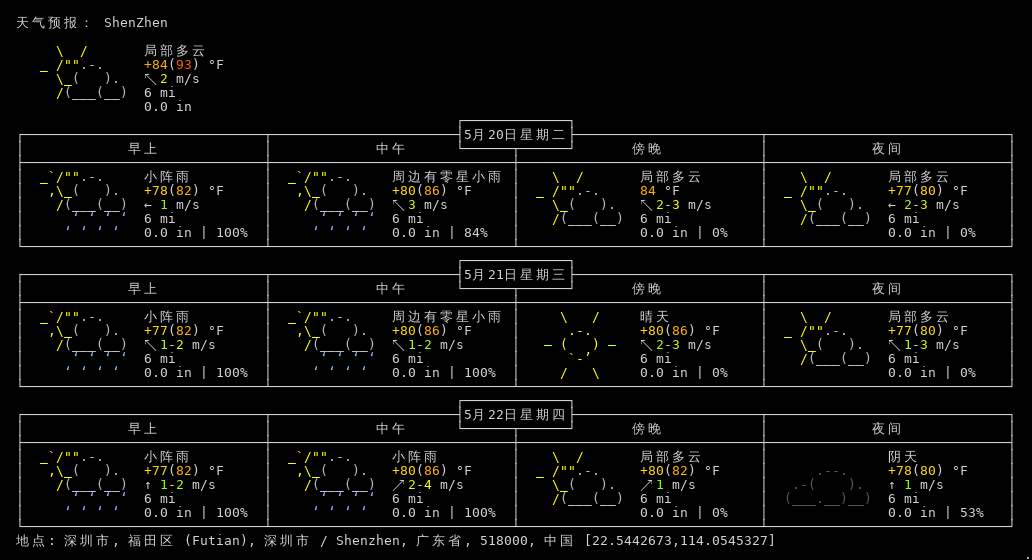 天气预报： ShenZhen
局部多云
+84(93) °F
↖2 m/s
6 mi
0.0 in
5月20日星期二
早上 中午 傍晚 夜间
小阵雨 周边有零星小雨 局部多云 局部多云
+78(82) °F +80(86) °F 84 °F +77(80) °F
← 1 m/s ↖3 m/s ↖2-3 m/s ← 2-3 m/s
6 mi 6 mi 6 mi 6 mi
0.0 in | 100% 0.0 in | 84% 0.0 in | 0% 0.0 in | 0%
5月21日星期三
早上 中午 傍晚 夜间
小阵雨 周边有零星小雨 晴天 局部多云
+77(82) °F +80(86) °F +80(86) °F +77(80) °F
↖1-2 m/s ↖1-2 m/s ↖2-3 m/s ↖1-3 m/s
6 mi 6 mi 6 mi 6 mi
0.0 in | 100% 0.0 in | 100% 0.0 in | 0% 0.0 in | 0%
5月22日星期四
早上 中午 傍晚 夜间
小阵雨 小阵雨 局部多云 阴天
+77(82) °F +80(86) °F +80(82) °F +78(80) °F
↑ 1-2 m/s ↗2-4 m/s ↗1 m/s ↑ 1 m/s
6 mi 6 mi 6 mi 6 mi
0.0 in | 100% 0.0 in | 100% 0.0 in | 0% 0.0 in | 53%
地点: 深圳市, 福田区 (Futian), 深圳市 / Shenzhen, 广东省, 518000, 中国 [22.5442673,114.0545327]